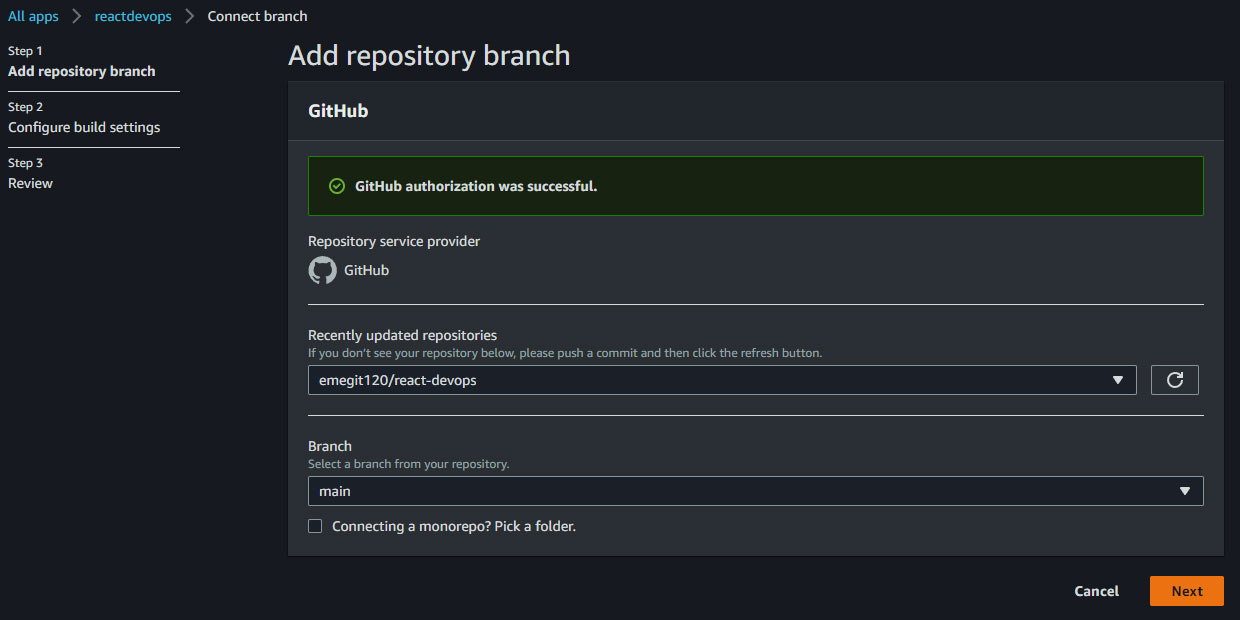 All apps > reactdevops > Connect branch
Step 1
Add repository branch
Step 2
Configure build settings
Step 3
Review
Add repository branch
GitHub
GitHub authorization was successful.
Repository service provider
GitHub
Recently updated repositories
If you don't see your repository below, please push a commit and then click the refresh button.
emegit120/react-devops
Branch
Select a branch from your repository.
main
Connecting a monorepo? Pick a folder.
Cancel Next